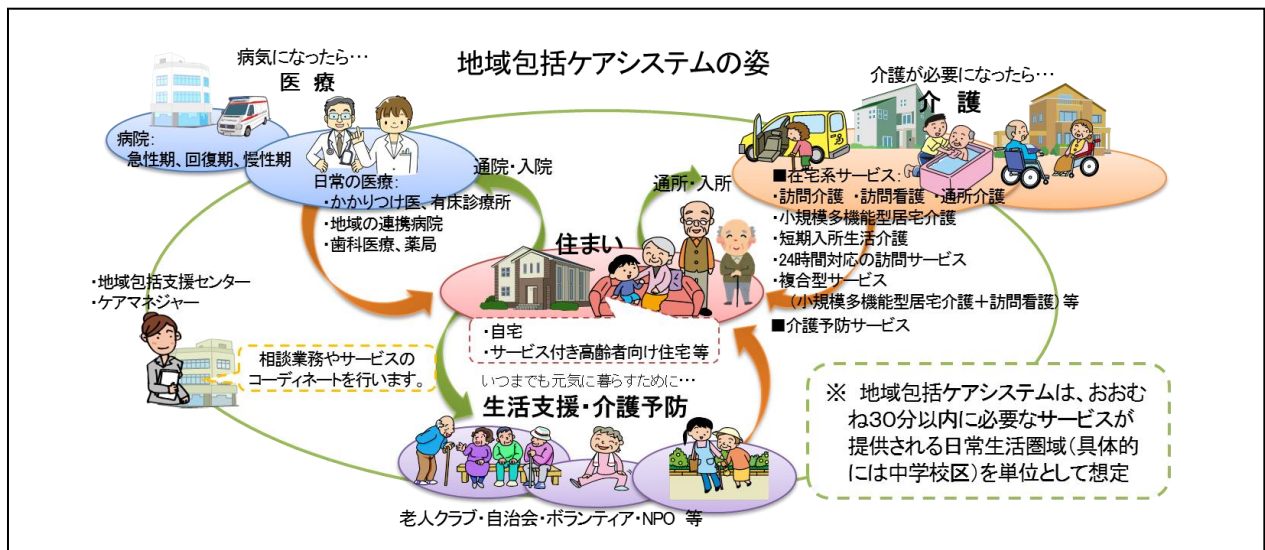 地域包括ケアシステムの姿
病気になったら…
医 療
病院:
急性期、回復期、慢性期
日常の医療:
・かかりつけ医、有床診療所
・地域の連携病院
・歯科医療、薬局
通院・入院
通所・入所
介護が必要になったら…
介 護
■在宅系サービス:
・訪問介護 ・訪問看護 ・通所介護
・小規模多機能型居宅介護
・短期入所生活介護
・24時間対応の訪問サービス
・複合型サービス
(小規模多機能型居宅介護+訪問看護)等
■介護予防サービス
住まい
・自宅
・サービス付き高齢者向け住宅等
・地域包括支援センター
・ケアマネジャー
相談業務やサービスの
コーディネートを行います。
いつまでも元気に暮らすために…
生活支援・介護予防
老人クラブ・自治会・ボランティア・NPO 等
※ 地域包括ケアシステムは、おおむ
ね30分以内に必要なサービスが
提供される日常生活圏域(具体的
には中学校区)を単位として想定